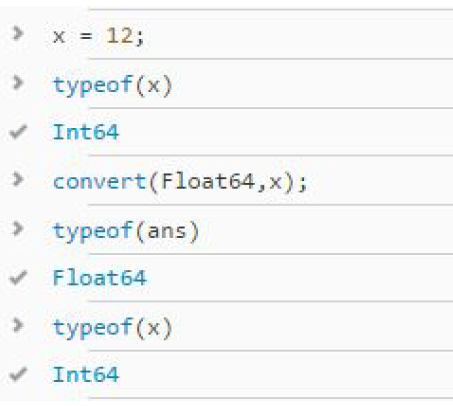 x = 12;
typeof(x)
Int64
convert(Float64,x);
typeof(ans)
Float64
typeof(x)
Int64